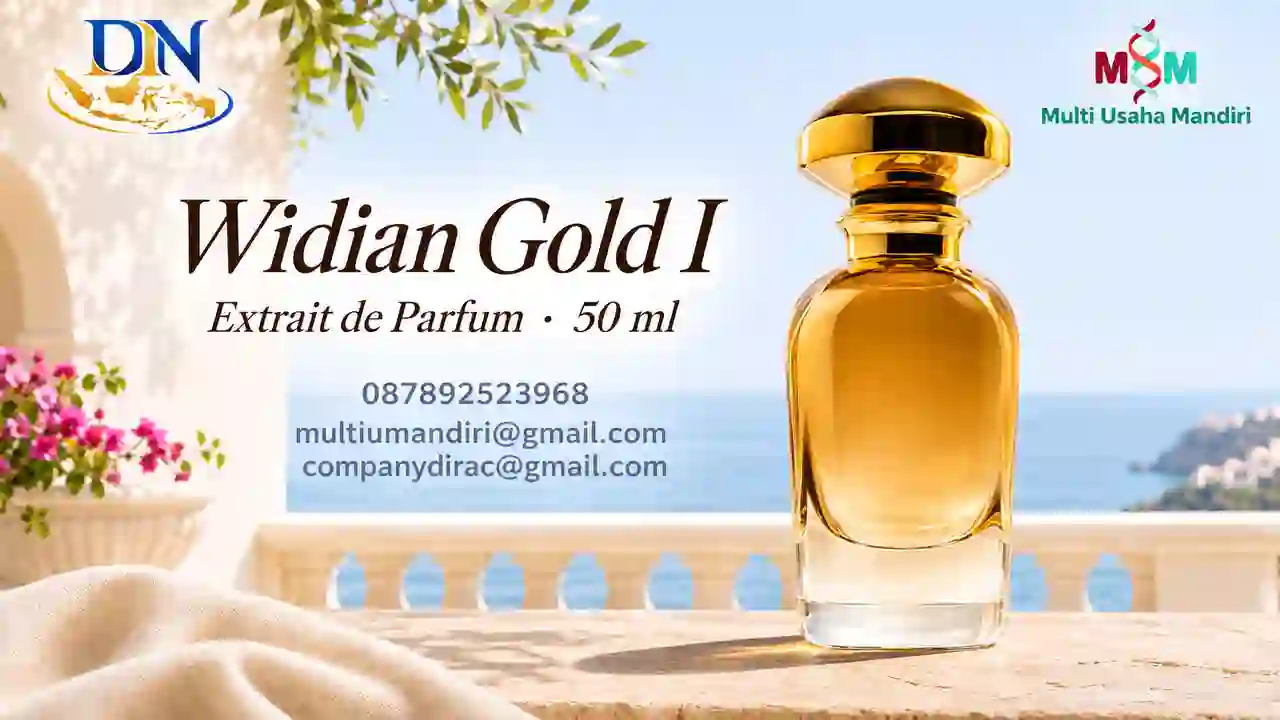 DN
MSM
Multi Usaha Mandiri
Widian Gold I
Extrait de Parfum · 50 ml
087892523968
multiumandiri@gmail.com
companydirac@gmail.com